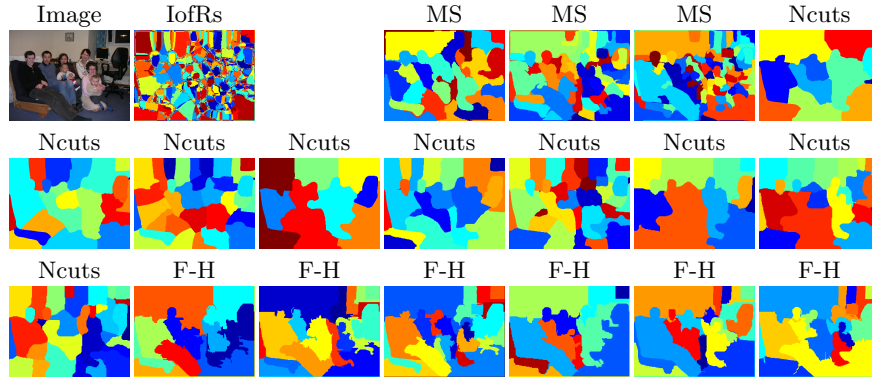 Image IofRs MS MS MS Ncuts
Ncuts Ncuts Ncuts Ncuts Ncuts Ncuts Ncuts
Ncuts F-H F-H F-H F-H F-H F-H